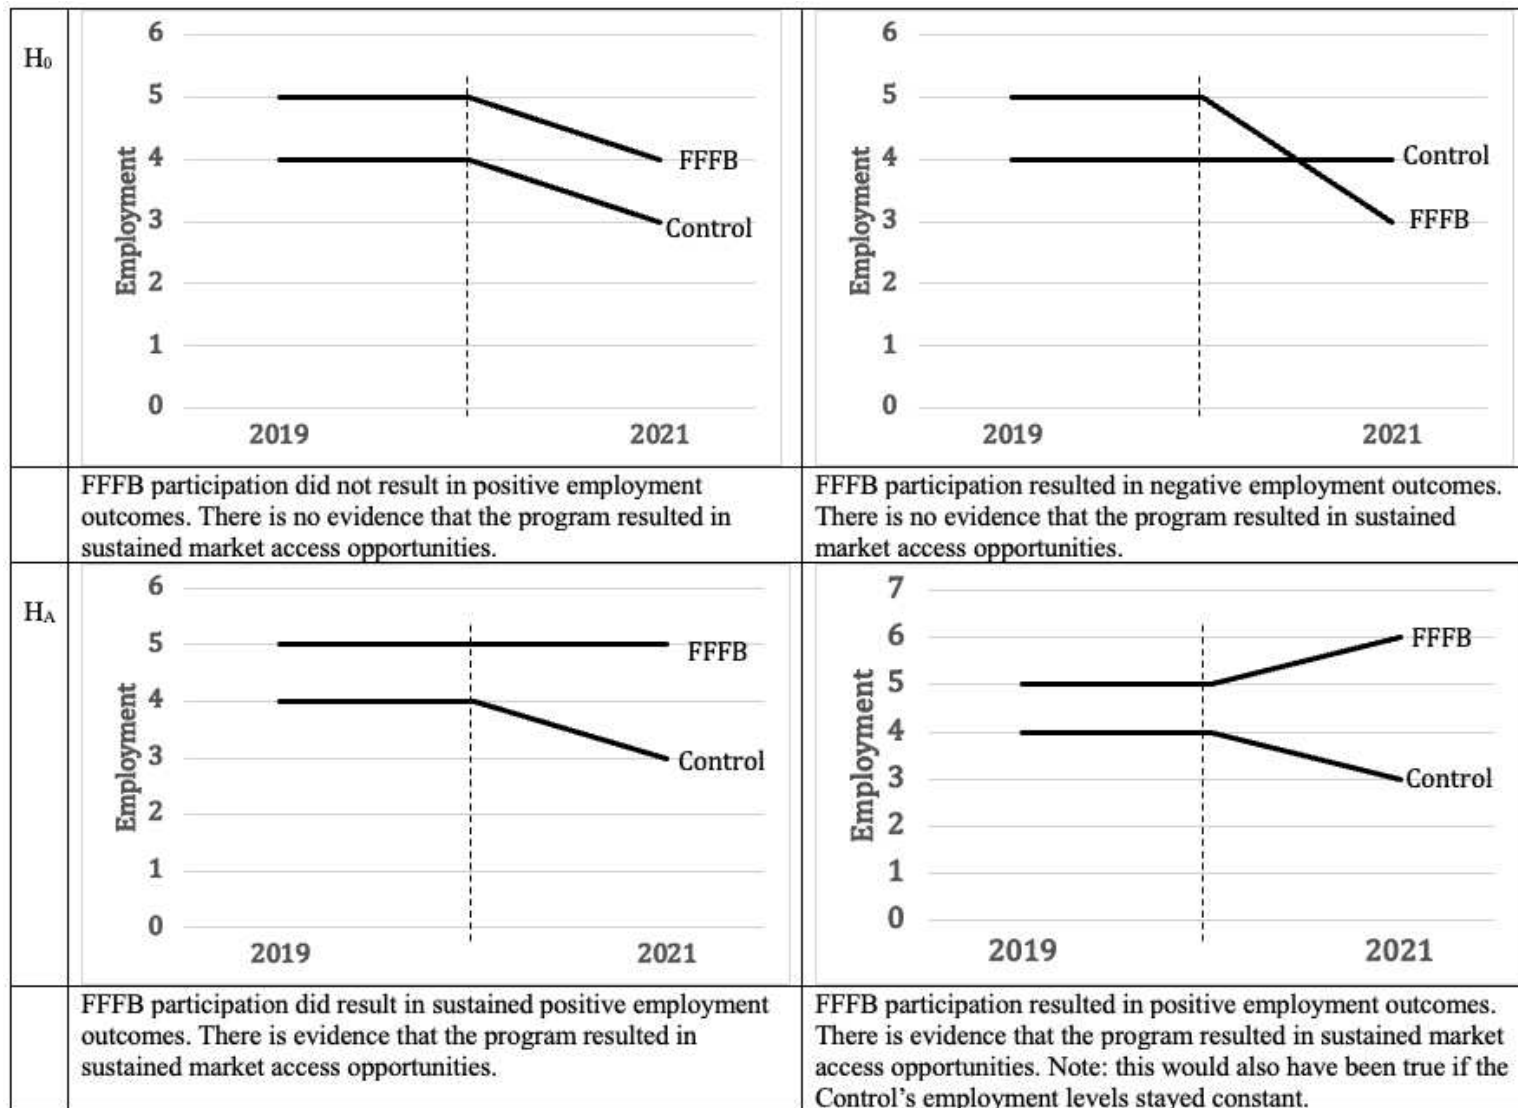 H₀
6
5
4
3
2
1
0
Employment
FFFB
Control
2019 2021
6
5
4
3
2
1
0
Employment
Control
FFFB
2019 2021
FFFB participation did not result in positive employment
outcomes. There is no evidence that the program resulted in
sustained market access opportunities.
FFFB participation resulted in negative employment outcomes.
There is no evidence that the program resulted in sustained
market access opportunities.
Hₐ
6
5
4
3
2
1
0
Employment
FFFB
Control
2019 2021
7
6
5
4
3
2
1
0
Employment
FFFB
Control
2019 2021
FFFB participation did result in sustained positive employment
outcomes. There is evidence that the program resulted in
sustained market access opportunities.
FFFB participation resulted in positive employment outcomes.
There is evidence that the program resulted in sustained market
access opportunities. Note: this would also have been true if the
Control’s employment levels stayed constant.